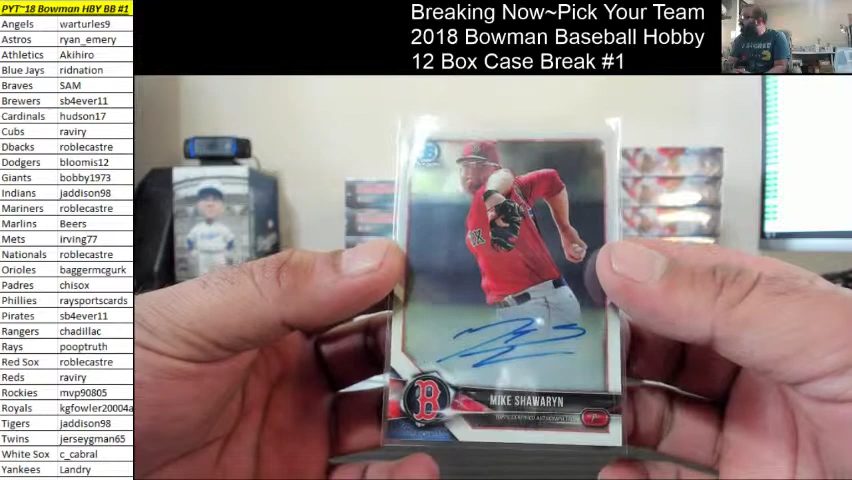 PYT~18 Bowman HBY BB #1
Angels warturles9
Astros ryan_emery
Athletics Akihiro
Blue Jays ridnation
Braves SAM
Brewers sb4ever11
Cardinals hudson17
Cubs raviry
Dbacks roblecastre
Dodgers bloomis12
Giants bobby1973
Indians jaddison98
Mariners roblecastre
Marlins Beers
Mets irving77
Nationals roblecastre
Orioles baggermcgurk
Padres chisox
Phillies raysportscards
Pirates sb4ever11
Rangers chadillac
Rays pooptruth
Red Sox roblecastre
Reds raviry
Rockies mvp90805
Royals kgfowler20004a
Tigers jaddison98
Twins jerseygman65
White Sox c_cabral
Yankees Landry
Breaking Now~Pick Your Team
2018 Bowman Baseball Hobby
12 Box Case Break #1
B
MIKE SHAWARYN